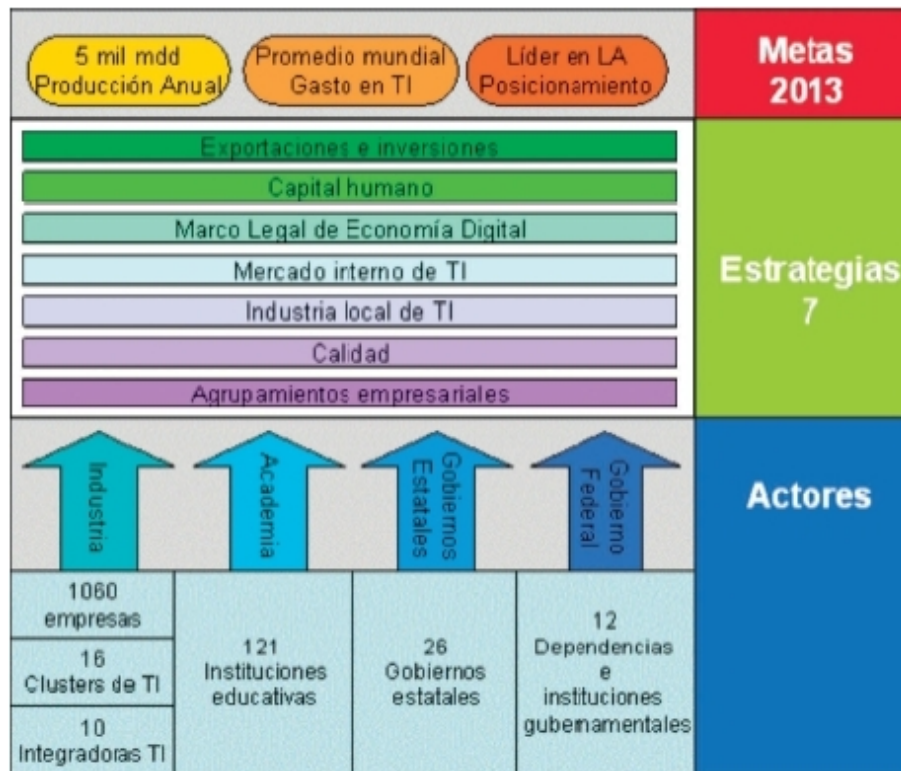 5 mil mdd
Producción Anual
Promedio mundial
Gasto en TI
Líder en LA
Posicionamiento
Metas
2013
Exportaciones e inversiones
Capital humano
Marco Legal de Economía Digital
Mercado interno de TI
Industria local de TI
Calidad
Agrupamientos empresariales
Estrategias
7
Industria
Academia
Gobiernos
Estatales
Gobierno
Federal
Actores
1060
empresas
16
Clusters de TI
10
Integradoras TI
121
Instituciones
educativas
26
Gobiernos
estatales
12
Dependencias
e
instituciones
gubernamentales